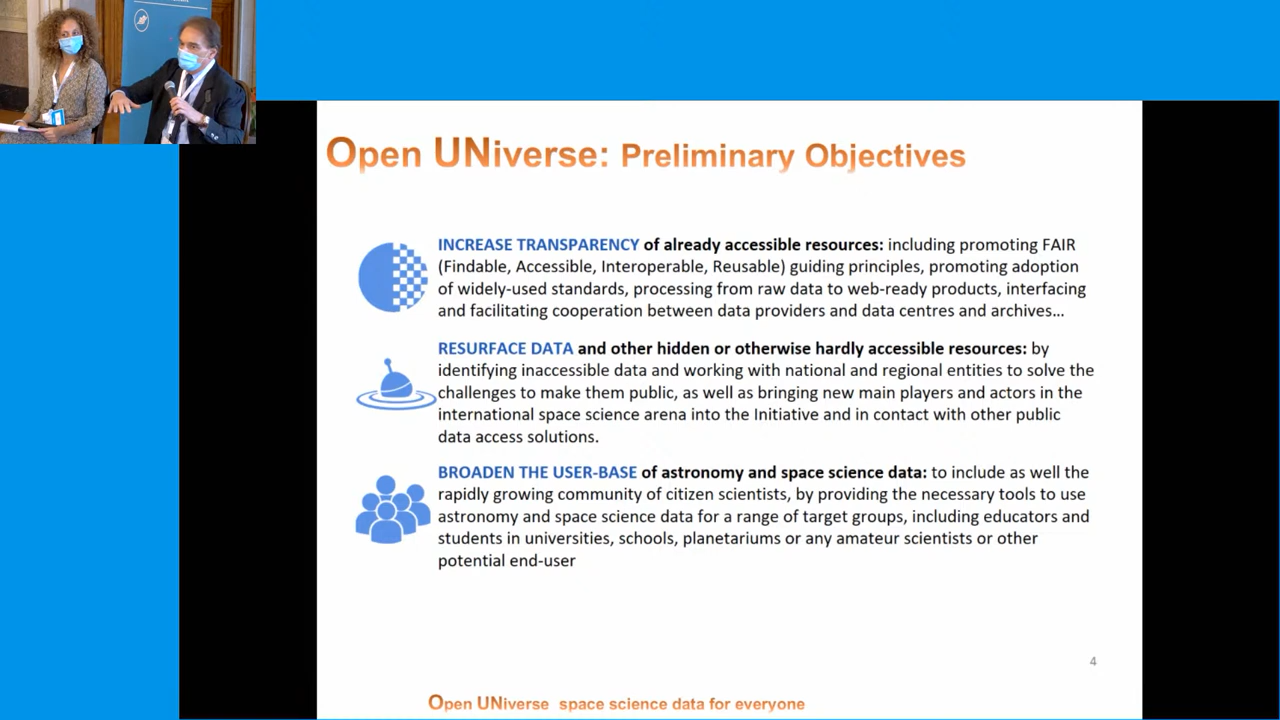 Open UNiverse: Preliminary Objectives
INCREASE TRANSPARENCY of already accessible resources: including promoting FAIR
(Findable, Accessible, Interoperable, Reusable) guiding principles, promoting adoption
of widely-used standards, processing from raw data to web-ready products, interfacing
and facilitating cooperation between data providers and data centres and archives...
RESURFACE DATA and other hidden or otherwise hardly accessible resources: by
identifying inaccessible data and working with national and regional entities to solve the
challenges to make them public, as well as bringing new main players and actors in the
international space science arena into the Initiative and in contact with other public
data access solutions.
BROADEN THE USER-BASE of astronomy and space science data: to include as well the
rapidly growing community of citizen scientists, by providing the necessary tools to use
astronomy and space science data for a range of target groups, including educators and
students in universities, schools, planetariums or any amateur scientists or other
potential end-user
4
Open UNiverse space science data for everyone